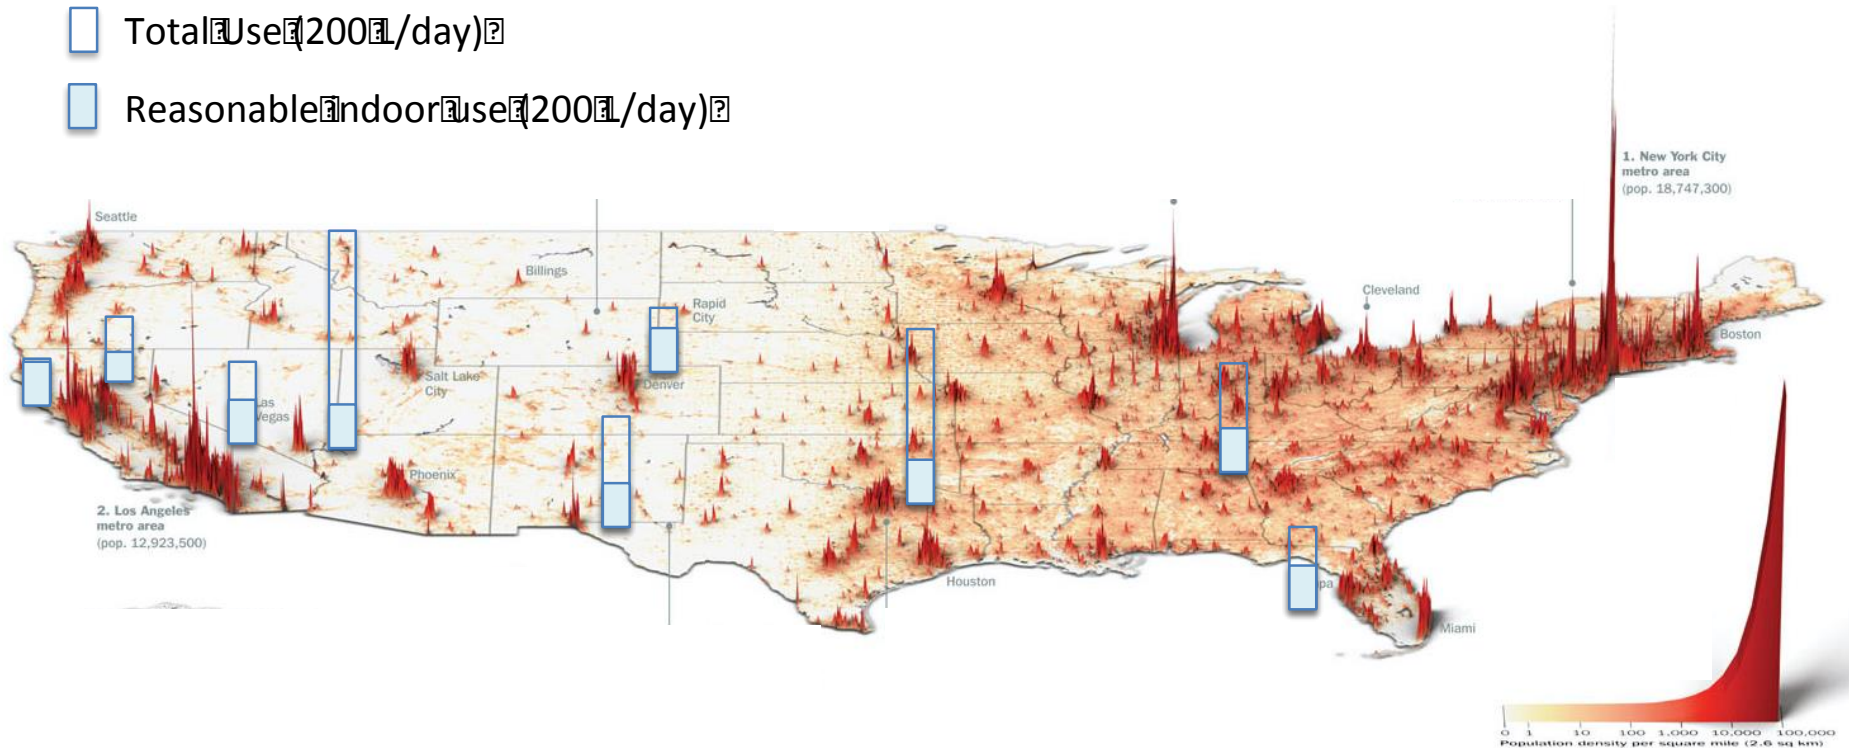 Total Use (200 L/day)
Reasonable indoor use (200 L/day)
1. New York City
metro area
(pop. 18,747,300)
Seattle
Billings
Rapid
City
Cleveland
Boston
Salt Lake
City
Denver
Las
Vegas
Phoenix
2. Los Angeles
metro area
(pop. 12,923,500)
Houston
pa
Miami
0 1 10 100 1,000 10,000 100,000
Population density per square mile (2.6 sq km)